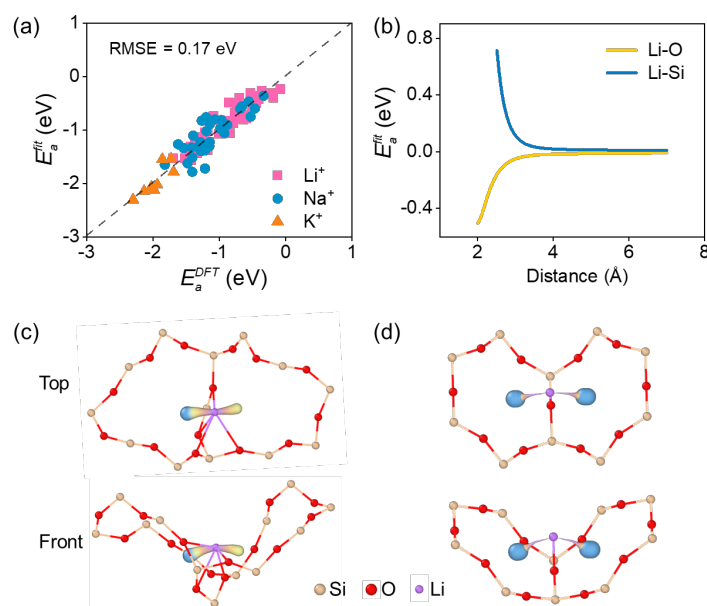 (a)
RMSE = 0.17 eV
E_a^fit (eV)
1
0
-1
-2
-3
-3
-2
-1
0
1
E_a^DFT (eV)
Li⁺
Na⁺
K⁺
(b)
Li-O
Li-Si
E_a^fit (eV)
0.8
0.4
0.0
-0.4
0
2
4
6
8
Distance (Å)
(c)
(d)
Top
Front
Si O Li